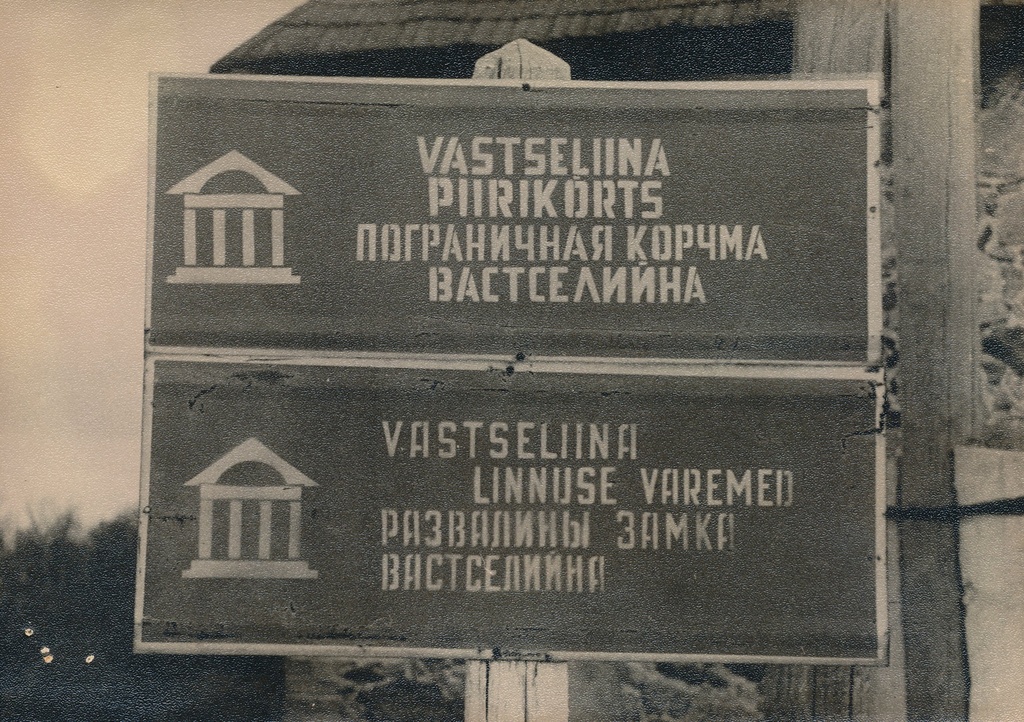 VASTSELIINA
PIIRIKÕRTS
ПОГРАНИЧНАЯ КОРЧМА
ВАСТСЕЛИЙНА
VASTSELIINA
LINNUSE VAREMED
РАЗВАЛИНЫ ЗАМКА
ВАСТСЕЛИЙНА